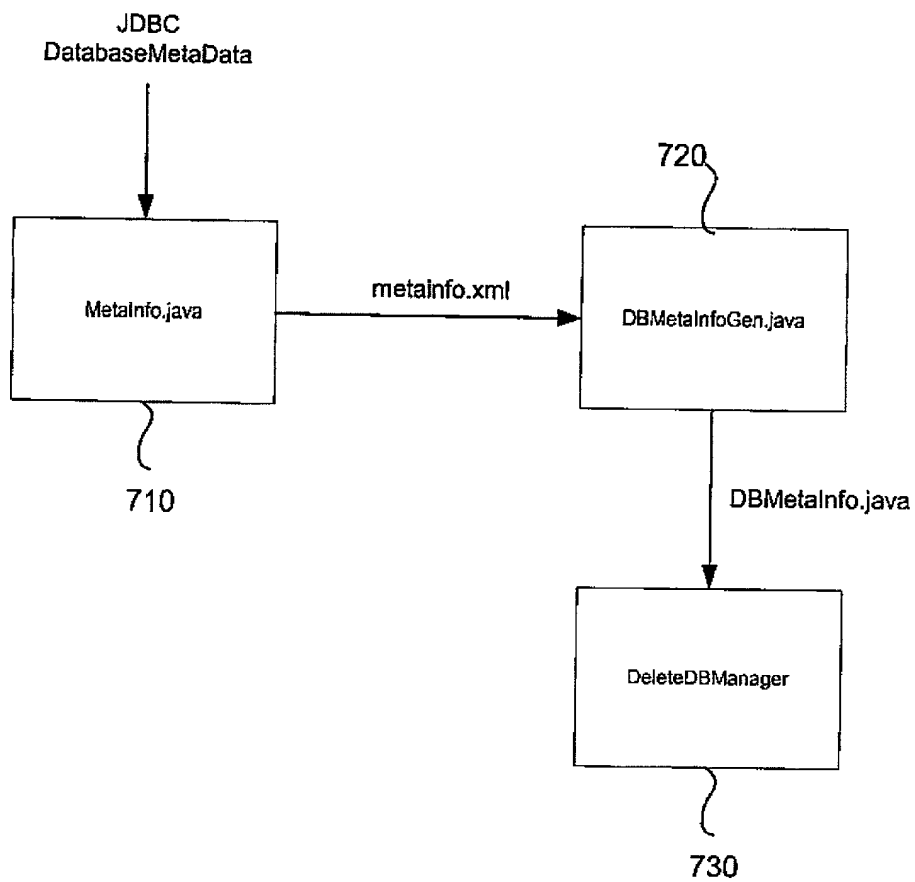 JDBC
DatabaseMetaData
720
MetaInfo.java
metainfo.xml
DBMetaInfoGen.java
710
DBMetaInfo.java
DeleteDBManager
730